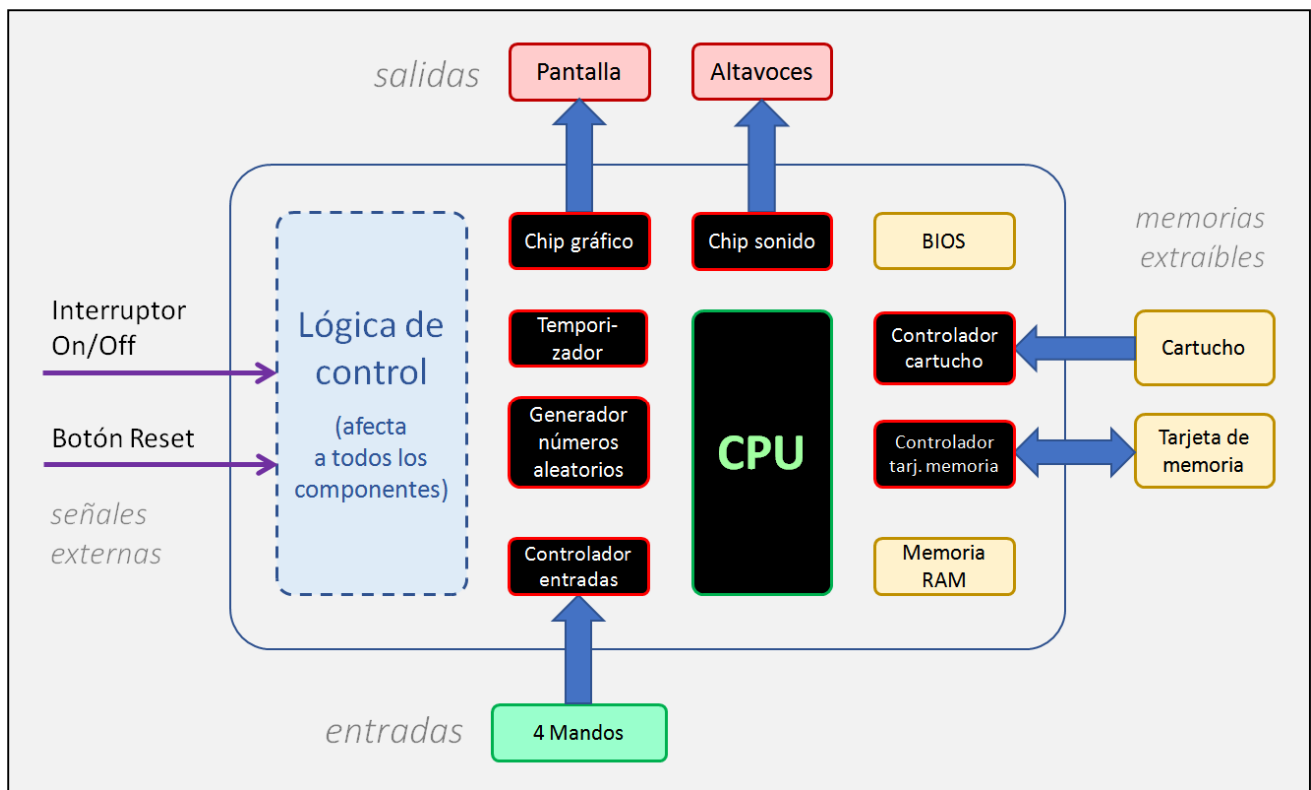 salidas
Pantalla
Altavoces
Chip gráfico
Chip sonido
BIOS
memorias
extraíbles
Interruptor
On/Off
Lógica de
control
(afecta
a todos los
componentes)
Botón Reset
señales
externas
Tempori-
zador
Generador
números
aleatorios
Controlador
entradas
CPU
Controlador
cartucho
Cartucho
Controlador
tarj. memoria
Tarjeta de
memoria
Memoria
RAM
entradas
4 Mandos